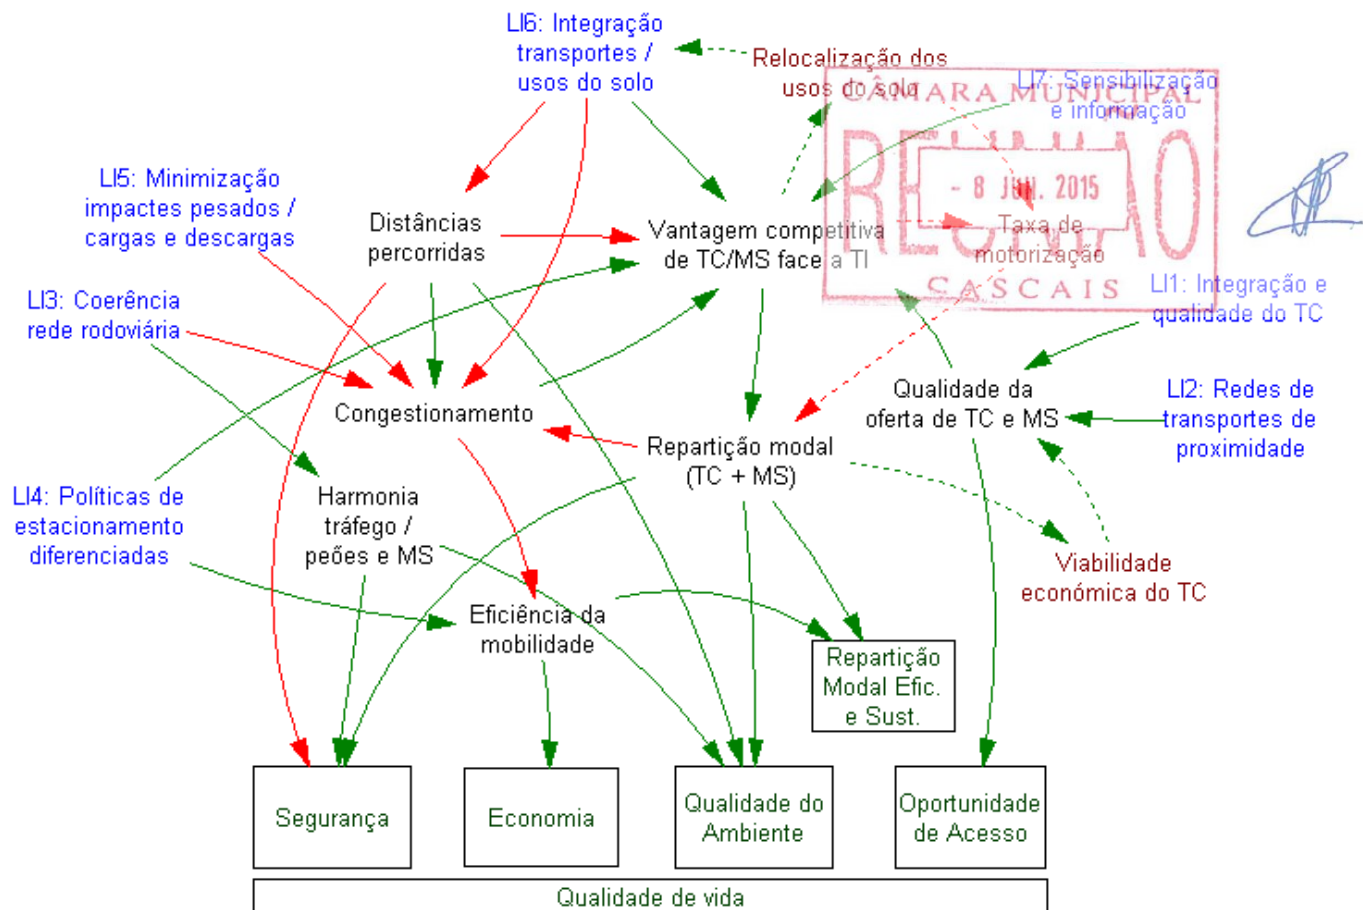 LI6: Integração
transportes /
usos do solo
Relocalização dos
usos do solo
LI7: Sensibilização
e informação
CÂMARA MUNICIPAL
REUNIÃO
- 8 JUN. 2015
CASCAIS
LI5: Minimização
impactes pesados /
cargas e descargas
Distâncias
percorridas
Vantagem competitiva
de TC/MS face a TI
Taxa de
motorização
LI3: Coerência
rede rodoviária
LI1: Integração e
qualidade do TC
Congestionamento
Qualidade da
oferta de TC e MS
LI2: Redes de
transportes de
proximidade
Repartição modal
(TC + MS)
LI4: Políticas de
estacionamento
diferenciadas
Harmonia
tráfego /
peões e MS
Viabilidade
económica do TC
Eficiência da
mobilidade
Repartição
Modal Efic.
e Sust.
Segurança
Economia
Qualidade do
Ambiente
Oportunidade
de Acesso
Qualidade de vida